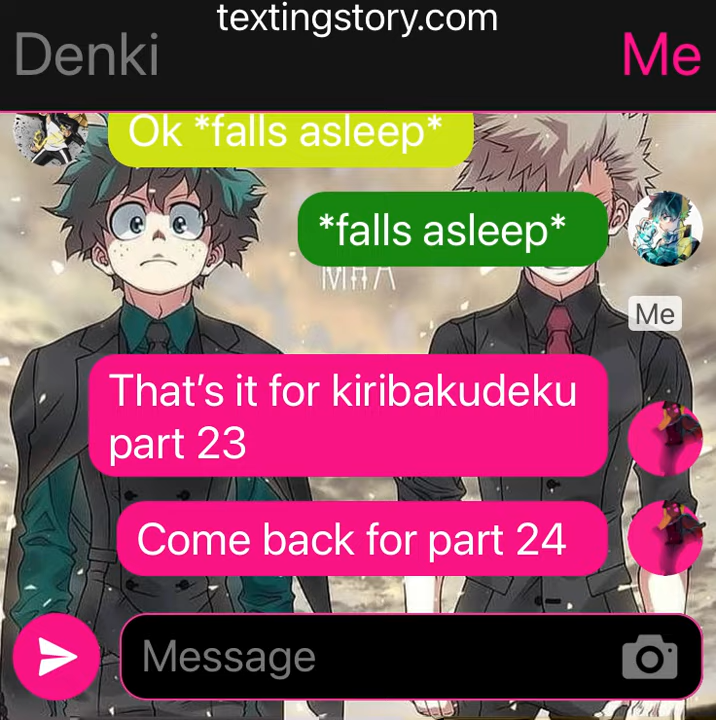 textingstory.com
Denki
Me
Ok *falls asleep*
*falls asleep*
MHA
Me
That's it for kiribakudeku
part 23
Come back for part 24
Message